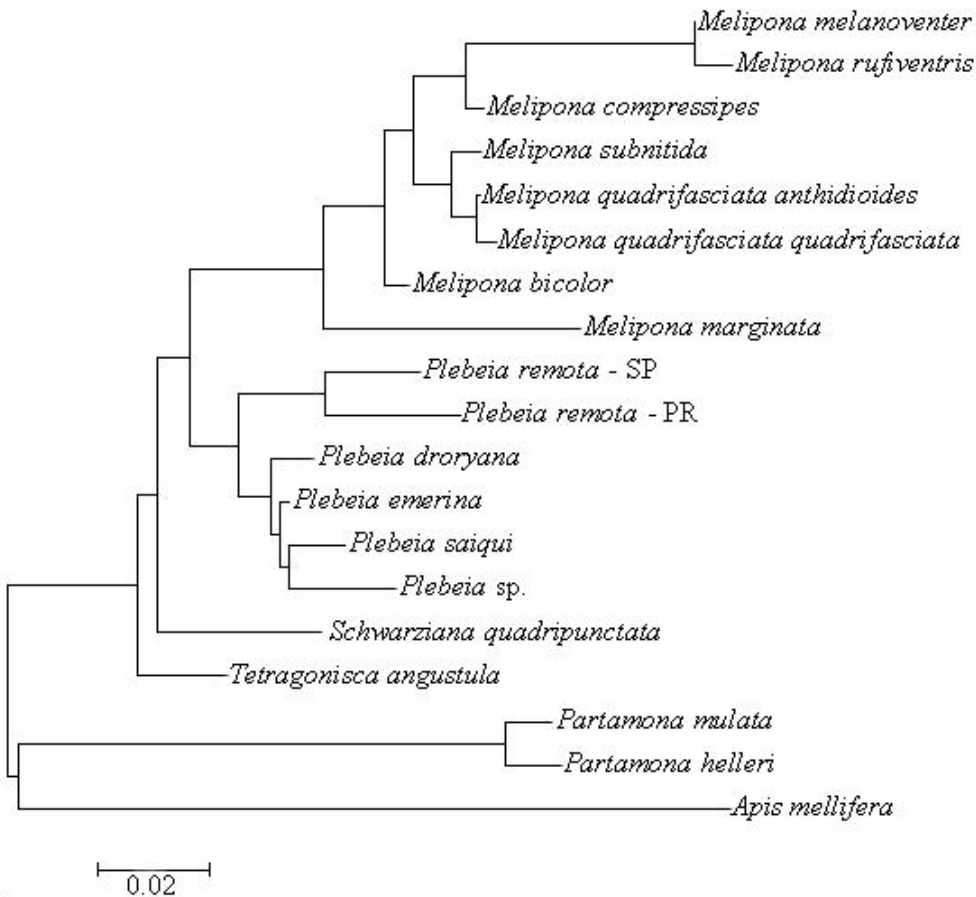 Melipona melanoventer
Melipona rufiventris
Melipona compressipes
Melipona subnitida
Melipona quadrifasciata anthidioides
Melipona quadrifasciata quadrifasciata
Melipona bicolor
Melipona marginata
Plebeia remota - SP
Plebeia remota - PR
Plebeia droryana
Plebeia emerina
Plebeia saiqui
Plebeia sp.
Schwarziana quadripunctata
Tetragonisca angustula
Partamona mulata
Partamona helleri
Apis mellifera
0.02